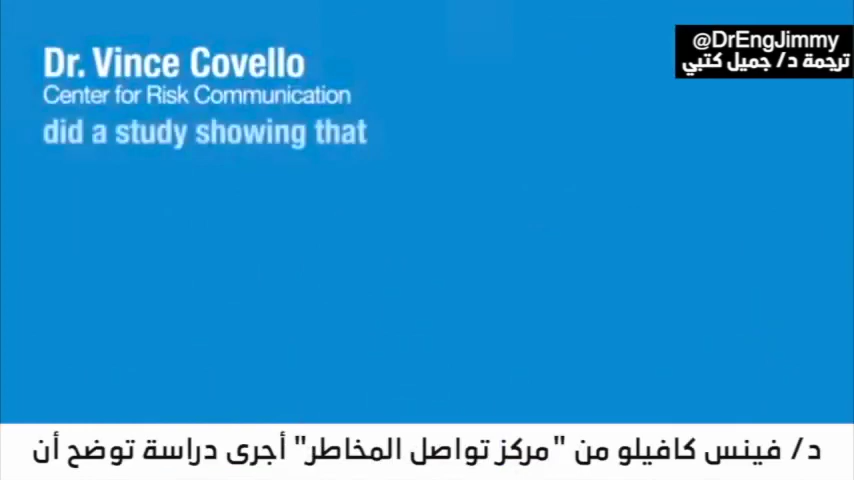 Dr. Vince Covello
Center for Risk Communication
did a study showing that
@DrEngJimmy
ترجمة د/ جميل كتبي
د/ فينس كافيلو من "مركز تواصل المخاطر" أجرى دراسة توضح أن